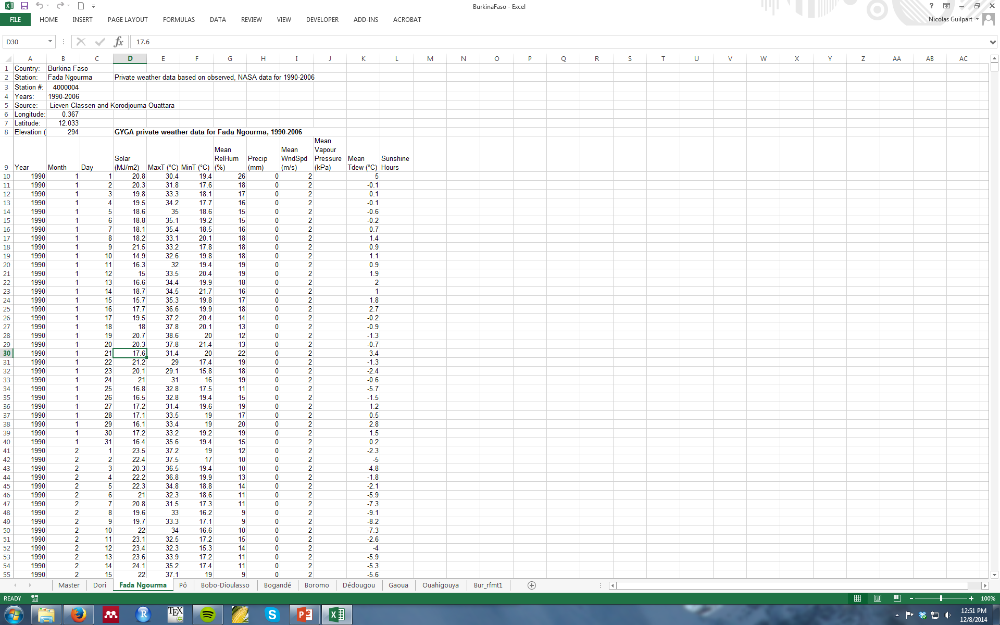 BurkinaFaso - Excel
?
FILE HOME INSERT PAGE LAYOUT FORMULAS DATA REVIEW VIEW DEVELOPER ADD-INS ACROBAT Nicolas Guilpart
D30 fx 17.6
A B C D E F G H I J K L M N O P Q R S T U V W X Y Z AA AB AC
1 Country: Burkina Faso
2 Station: Fada Ngourma Private weather data based on observed, NASA data for 1990-2006
3 Station #: 4000004
4 Years: 1990-2006
5 Source: Lieven Classen and Korodjouma Ouattara
6 Longitude: 0.367
7 Latitude: 12.033
8 Elevation ( 294 GYGA private weather data for Fada Ngourma, 1990-2006
9 Year Month Day Solar (MJ/m2) MaxT (°C) MinT (°C) Mean RelHum (%) Precip (mm) Mean WndSpd (m/s) Mean Vapour Pressure (kPa) Mean Tdew (°C) Sunshine Hours
10 1990 1 1 20.8 30.4 19.4 26 0 2 5
11 1990 1 2 20.3 31.8 17.6 18 0 2 -0.1
12 1990 1 3 19.8 33.3 18.1 17 0 2 0.1
13 1990 1 4 19.5 34.2 17.7 16 0 2 -0.1
14 1990 1 5 18.6 35 18.6 15 0 2 -0.6
15 1990 1 6 18.8 35.1 19.2 15 0 2 -0.2
16 1990 1 7 18.1 35.4 18.5 16 0 2 0.7
17 1990 1 8 18.2 33.1 20.1 18 0 2 1.4
18 1990 1 9 21.5 33.2 17.8 18 0 2 0.9
19 1990 1 10 14.9 32.6 19.8 18 0 2 1.1
20 1990 1 11 16.3 32 19.4 19 0 2 0.9
21 1990 1 12 15 33.5 20.4 19 0 2 1.9
22 1990 1 13 16.6 34.4 19.9 18 0 2 2
23 1990 1 14 18.7 34.5 21.7 16 0 2 1
24 1990 1 15 15.7 35.3 19.8 17 0 2 1.8
25 1990 1 16 17.7 36.6 19.9 18 0 2 2.7
26 1990 1 17 19.5 37.2 20.4 14 0 2 -0.2
27 1990 1 18 18 37.8 20.1 13 0 2 -0.9
28 1990 1 19 20.7 38.6 20 12 0 2 -1.3
29 1990 1 20 20.3 37.8 21.4 13 0 2 -0.7
30 1990 1 21 17.6 31.4 20 22 0 2 3.4
31 1990 1 22 21.2 29 17.4 19 0 2 -1.3
32 1990 1 23 20.1 29.1 15.8 18 0 2 -2.4
33 1990 1 24 21 31 16 19 0 2 -0.6
34 1990 1 25 16.8 32.8 17.5 11 0 2 -5.7
35 1990 1 26 16.5 32.8 19.4 15 0 2 -1.5
36 1990 1 27 17.2 31.4 19.6 19 0 2 1.2
37 1990 1 28 17.1 33.5 19 17 0 2 0.5
38 1990 1 29 16.1 33.4 19 20 0 2 2.8
39 1990 1 30 17.2 33.2 19.2 19 0 2 1.5
40 1990 1 31 16.4 35.6 19.4 15 0 2 0.2
41 1990 2 1 23.5 37.2 19 12 0 2 -2.3
42 1990 2 2 22.4 37.5 17 10 0 2 -5
43 1990 2 3 20.3 36.5 19.4 10 0 2 -4.8
44 1990 2 4 22.2 36.8 19.9 13 0 2 -1.8
45 1990 2 5 22.3 34.8 18.8 14 0 2 -2.1
46 1990 2 6 21 32.3 18.6 11 0 2 -5.9
47 1990 2 7 20.8 31.5 17.3 11 0 2 -7.3
48 1990 2 8 19.6 33 16.2 9 0 2 -9.1
49 1990 2 9 19.7 33.3 17.1 9 0 2 -8.2
50 1990 2 10 22 34 16.6 10 0 2 -7.3
51 1990 2 11 23.1 32.5 17.2 15 0 2 -2.6
52 1990 2 12 23.4 32.3 15.3 14 0 2 -4
53 1990 2 13 23.6 33.9 17.2 11 0 2 -5.9
54 1990 2 14 24.1 35.2 17.4 11 0 2 -5.3
55 1990 2 15 22 37.1 19 9 0 2 -5.6
Master Dori Fada Ngourma Pô Bobo-Dioulasso Bogandé Boromo Dédougou Gaoua Ouahigouya Bur_rfmt1
READY 100%
R TEX S P X
12:51 PM
12/8/2014